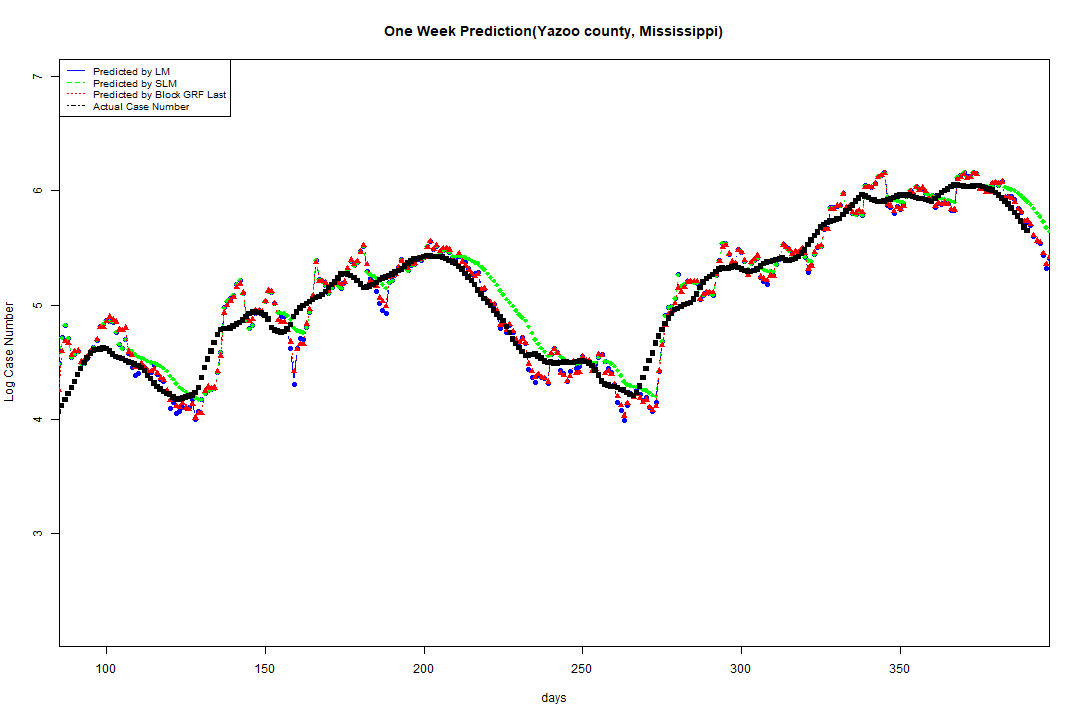 One Week Prediction(Yazoo county, Mississippi)
Predicted by LM
Predicted by SLM
Predicted by Block GRF Last
Actual Case Number
7
6
5
4
3
Log Case Number
100 150 200 250 300 350
days